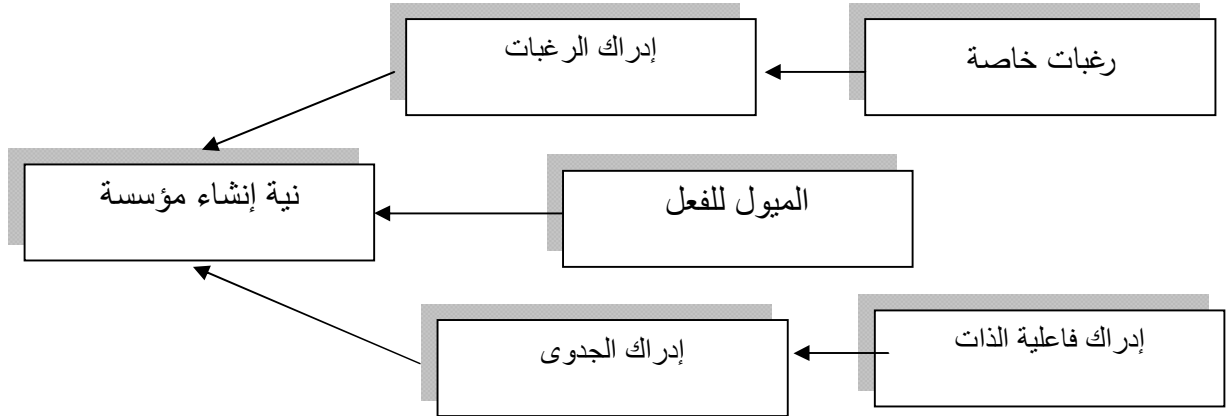 رغبات خاصة
إدراك الرغبات
الميول للفعل
نية إنشاء مؤسسة
إدراك فاعلية الذات
إدراك الجدوى